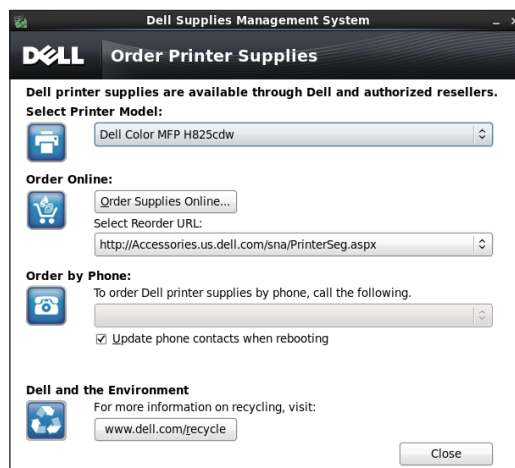 Dell Supplies Management System
DELL Order Printer Supplies
Dell printer supplies are available through Dell and authorized resellers.
Select Printer Model:
Dell Color MFP H825cdw
Order Online:
Order Supplies Online...
Select Reorder URL:
http://Accessories.us.dell.com/sna/PrinterSeg.aspx
Order by Phone:
To order Dell printer supplies by phone, call the following.
Update phone contacts when rebooting
Dell and the Environment
For more information on recycling, visit:
www.dell.com/recycle
Close